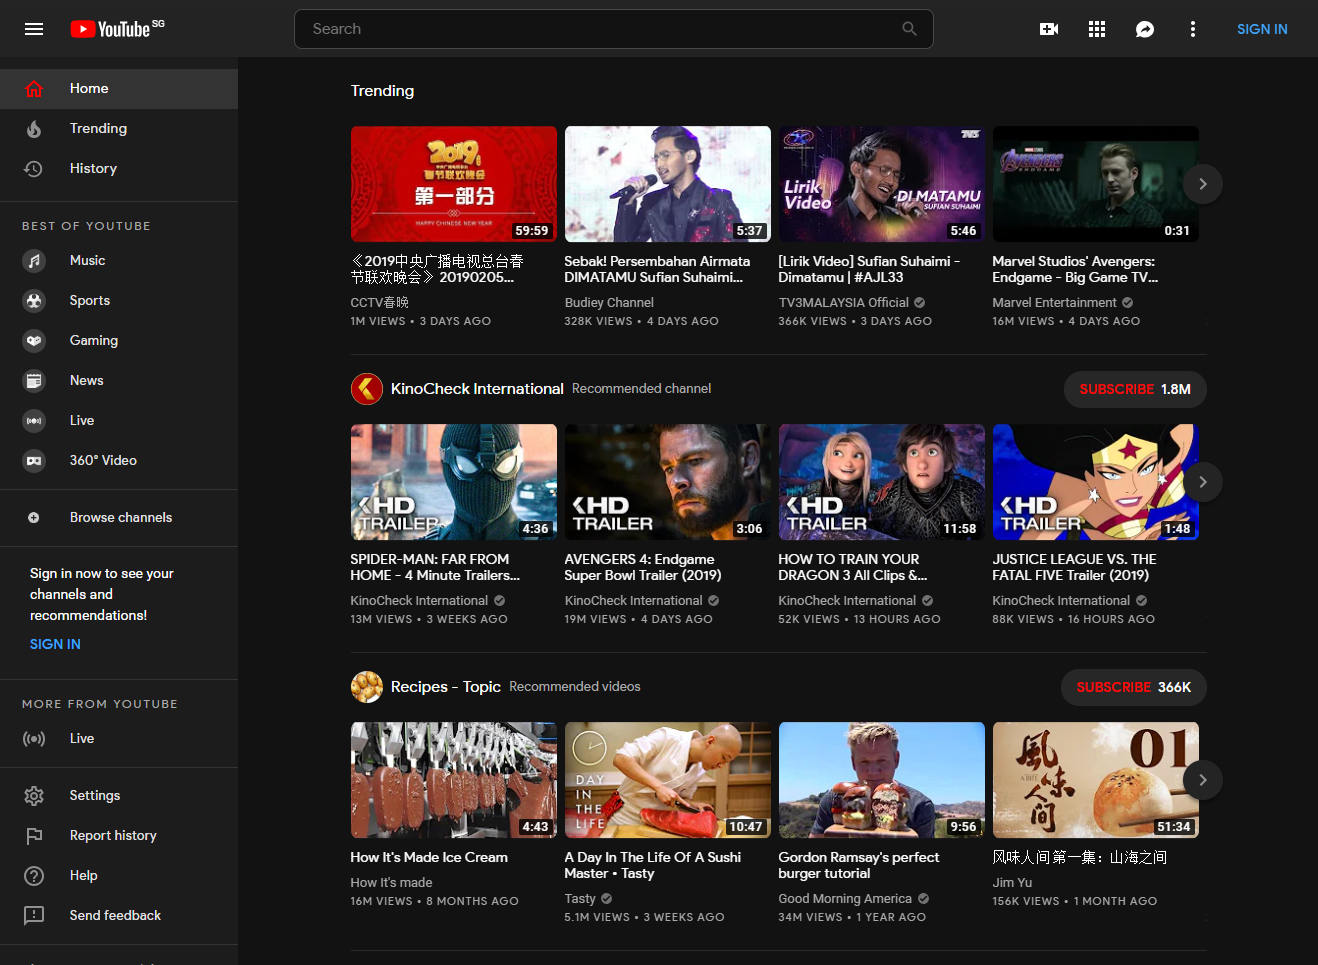 YouTube SG
Search
SIGN IN
Home
Trending
History
BEST OF YOUTUBE
Music
Sports
Gaming
News
Live
360° Video
Browse channels
Sign in now to see your
channels and
recommendations!
SIGN IN
MORE FROM YOUTUBE
Live
Settings
Report history
Help
Send feedback
Trending
2019
春节联欢晚会
第一部分
HAPPY CHINESE NEW YEAR
59:59
《2019中央广播电视总台春
节联欢晚会》 20190205...
CCTV春晚
1M VIEWS • 3 DAYS AGO
5:37
Sebak! Persembahan Airmata
DIMATAMU Sufian Suhaimi...
Budiey Channel
328K VIEWS • 4 DAYS AGO
TV3
Lirik
Video
DI MATAMU
SUFIAN SUHAIMI
5:46
[Lirik Video] Sufian Suhaimi -
Dimatamu | #AJL33
TV3MALAYSIA Official
366K VIEWS • 3 DAYS AGO
AVENGERS
ENDGAME
0:31
Marvel Studios' Avengers:
Endgame - Big Game TV...
Marvel Entertainment
16M VIEWS • 4 DAYS AGO
KinoCheck International Recommended channel
SUBSCRIBE 1.8M
HD
TRAILER
4:36
SPIDER-MAN: FAR FROM
HOME - 4 Minute Trailers...
KinoCheck International
13M VIEWS • 3 WEEKS AGO
HD
TRAILER
3:06
AVENGERS 4: Endgame
Super Bowl Trailer (2019)
KinoCheck International
19M VIEWS • 4 DAYS AGO
HD
TRAILER
11:58
HOW TO TRAIN YOUR
DRAGON 3 All Clips &...
KinoCheck International
52K VIEWS • 13 HOURS AGO
HD
TRAILER
1:48
JUSTICE LEAGUE VS. THE
FATAL FIVE Trailer (2019)
KinoCheck International
88K VIEWS • 16 HOURS AGO
Recipes - Topic Recommended videos
SUBSCRIBE 366K
4:43
How It's Made Ice Cream
How It's made
16M VIEWS • 8 MONTHS AGO
DAY
IN
THE
LIFE
10:47
A Day In The Life Of A Sushi
Master • Tasty
Tasty
5.1M VIEWS • 3 WEEKS AGO
9:56
Gordon Ramsay's perfect
burger tutorial
Good Morning America
34M VIEWS • 1 YEAR AGO
風味人间
01
51:34
风味人间 第一集：山海之间
Jim Yu
156K VIEWS • 1 MONTH AGO